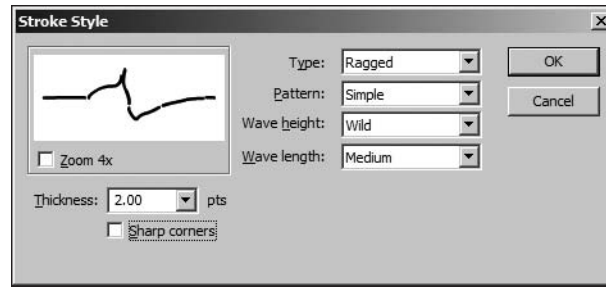 Stroke Style
Type: Ragged
Pattern: Simple
Wave height: Wild
Wave length: Medium
OK
Cancel
Zoom 4x
Thickness: 2.00 pts
Sharp corners